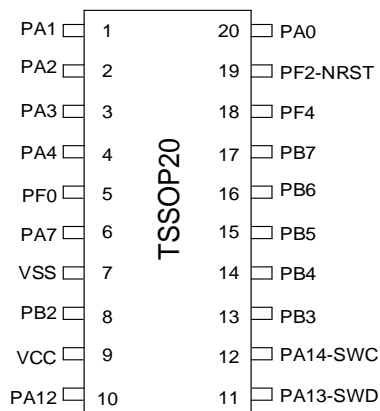 PA1 1 20 PA0
PA2 2 19 PF2-NRST
PA3 3 18 PF4
PA4 4 17 PB7
PF0 5 16 PB6
PA7 6 15 PB5
VSS 7 14 PB4
PB2 8 13 PB3
VCC 9 12 PA14-SWC
PA12 10 11 PA13-SWD
TSSOP20